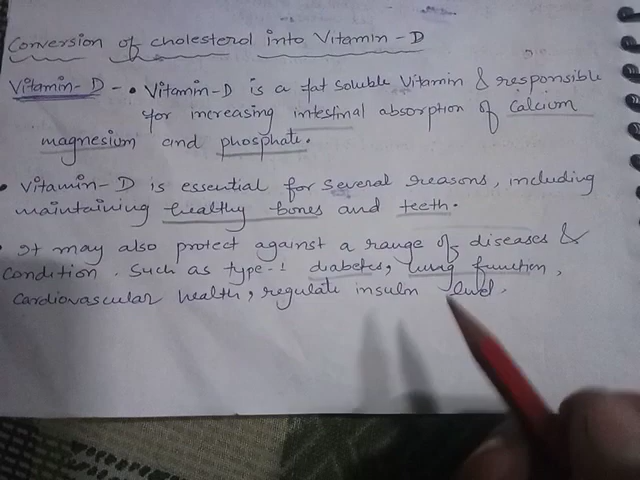 Conversion of cholesterol into Vitamin-D
Vitamin-D - • Vitamin-D is a fat soluble Vitamin & responsible
for increasing intestinal absorption of calcium
magnesium and phosphate.
• Vitamin-D is essential for several reasons, including
maintaining healthy bones and teeth.
• It may also protect against a range of diseases &
condition. Such as type-1 diabetes, lung function,
cardiovascular health, regulate insulin level.